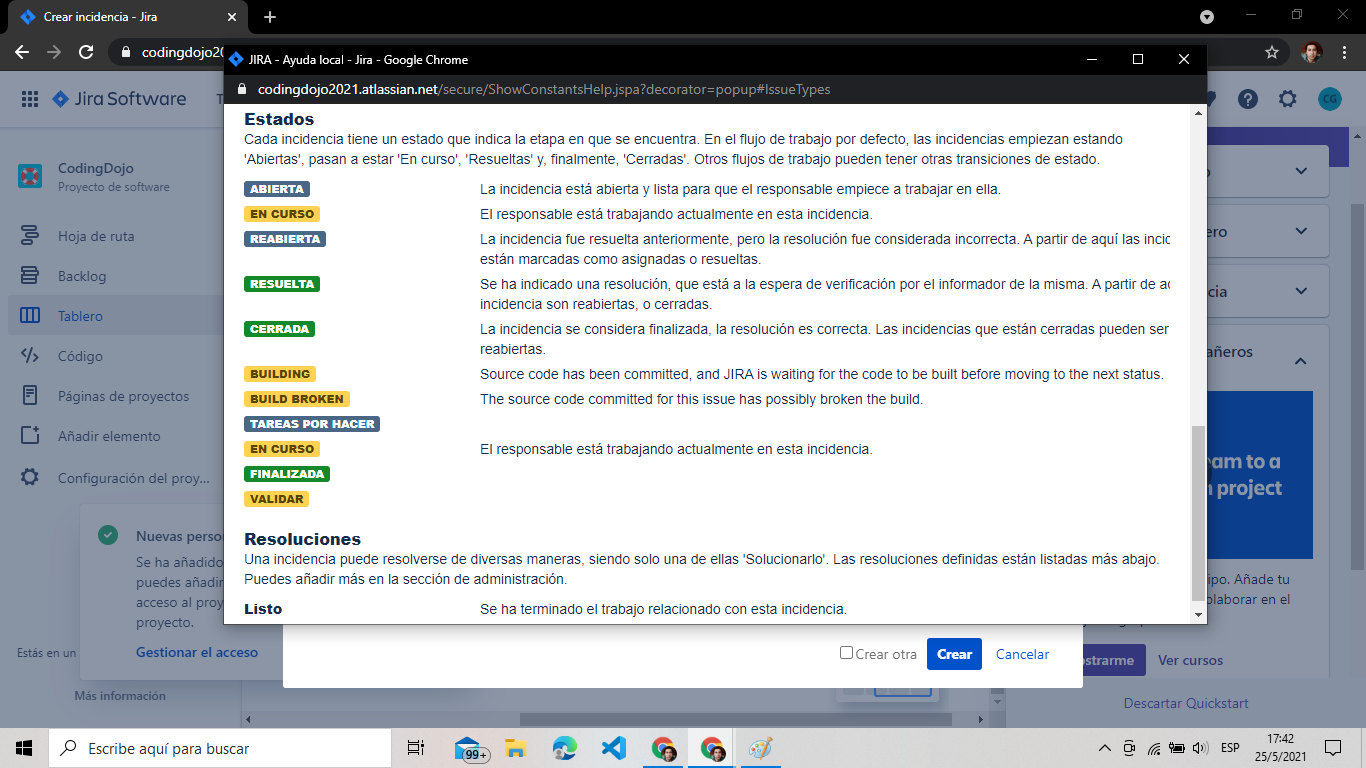 Crear incidencia - Jira
codingdojo20
JIRA - Ayuda local - Jira - Google Chrome
codingdojo2021.atlassian.net/secure/ShowConstantsHelp.jspa?decorator=popup#IssueTypes
Jira Software
T
CG
CodingDojo
Proyecto de software
Hoja de ruta
Backlog
Tablero
Código
Páginas de proyectos
Añadir elemento
Configuración del proy...
Nuevas perso
Se ha añadido
puedes añadir
acceso al proy
proyecto.
Gestionar el acceso
Estás en un
Más información
Estados
Cada incidencia tiene un estado que indica la etapa en que se encuentra. En el flujo de trabajo por defecto, las incidencias empiezan estando
'Abiertas', pasan a estar 'En curso', 'Resueltas' y, finalmente, 'Cerradas'. Otros flujos de trabajo pueden tener otras transiciones de estado.
ABIERTA La incidencia está abierta y lista para que el responsable empiece a trabajar en ella.
EN CURSO El responsable está trabajando actualmente en esta incidencia.
REABIERTA La incidencia fue resuelta anteriormente, pero la resolución fue considerada incorrecta. A partir de aquí las incid
están marcadas como asignadas o resueltas.
RESUELTA Se ha indicado una resolución, que está a la espera de verificación por el informador de la misma. A partir de aq
incidencia son reabiertas, o cerradas.
CERRADA La incidencia se considera finalizada, la resolución es correcta. Las incidencias que están cerradas pueden ser
reabiertas.
BUILDING Source code has been committed, and JIRA is waiting for the code to be built before moving to the next status.
BUILD BROKEN The source code committed for this issue has possibly broken the build.
TAREAS POR HACER
EN CURSO El responsable está trabajando actualmente en esta incidencia.
FINALIZADA
VALIDAR
Resoluciones
Una incidencia puede resolverse de diversas maneras, siendo solo una de ellas 'Solucionarlo'. Las resoluciones definidas están listadas más abajo.
Puedes añadir más en la sección de administración.
Listo Se ha terminado el trabajo relacionado con esta incidencia.
Crear otra
Crear
Cancelar
o
ero
cia
añeros
am to a
n project
ipo. Añade tu
olaborar en el
ostrarme
Ver cursos
Descartar Quickstart
Escribe aquí para buscar
99+
ESP
17:42
25/5/2021